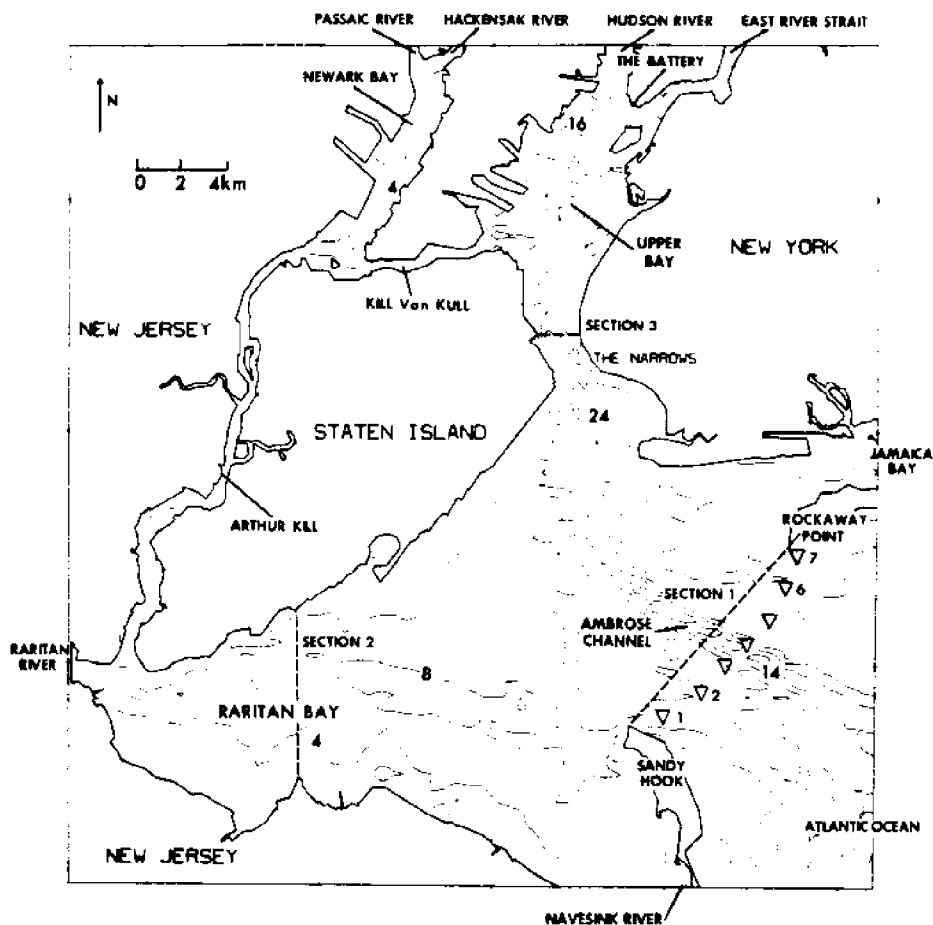 PASSAIC RIVER
HACKENSAK RIVER
HUDSON RIVER
EAST RIVER STRAIT
THE BATTERY
NEWARK BAY
N
16
0 2 4km
4
UPPER
BAY
NEW YORK
KILL Van KULL
NEW JERSEY
SECTION 3
THE NARROWS
24
STATEN ISLAND
JAMAICA
BAY
ARTHUR KILL
ROCKAWAY
POINT
7
SECTION 1
6
AMBROSE
CHANNEL
RARITAN
RIVER
SECTION 2
8
14
2
RARITAN BAY
1
4
SANDY
HOOK
ATLANTIC OCEAN
NEW JERSEY
NAVESINK RIVER